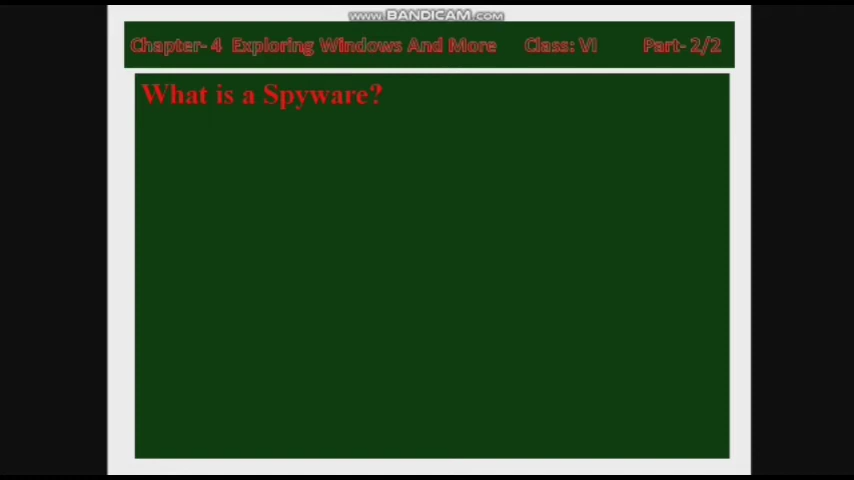 www.BANDICAM.com
Chapter- 4 Exploring Windows And More Class: VI Part- 2/2
What is a Spyware?